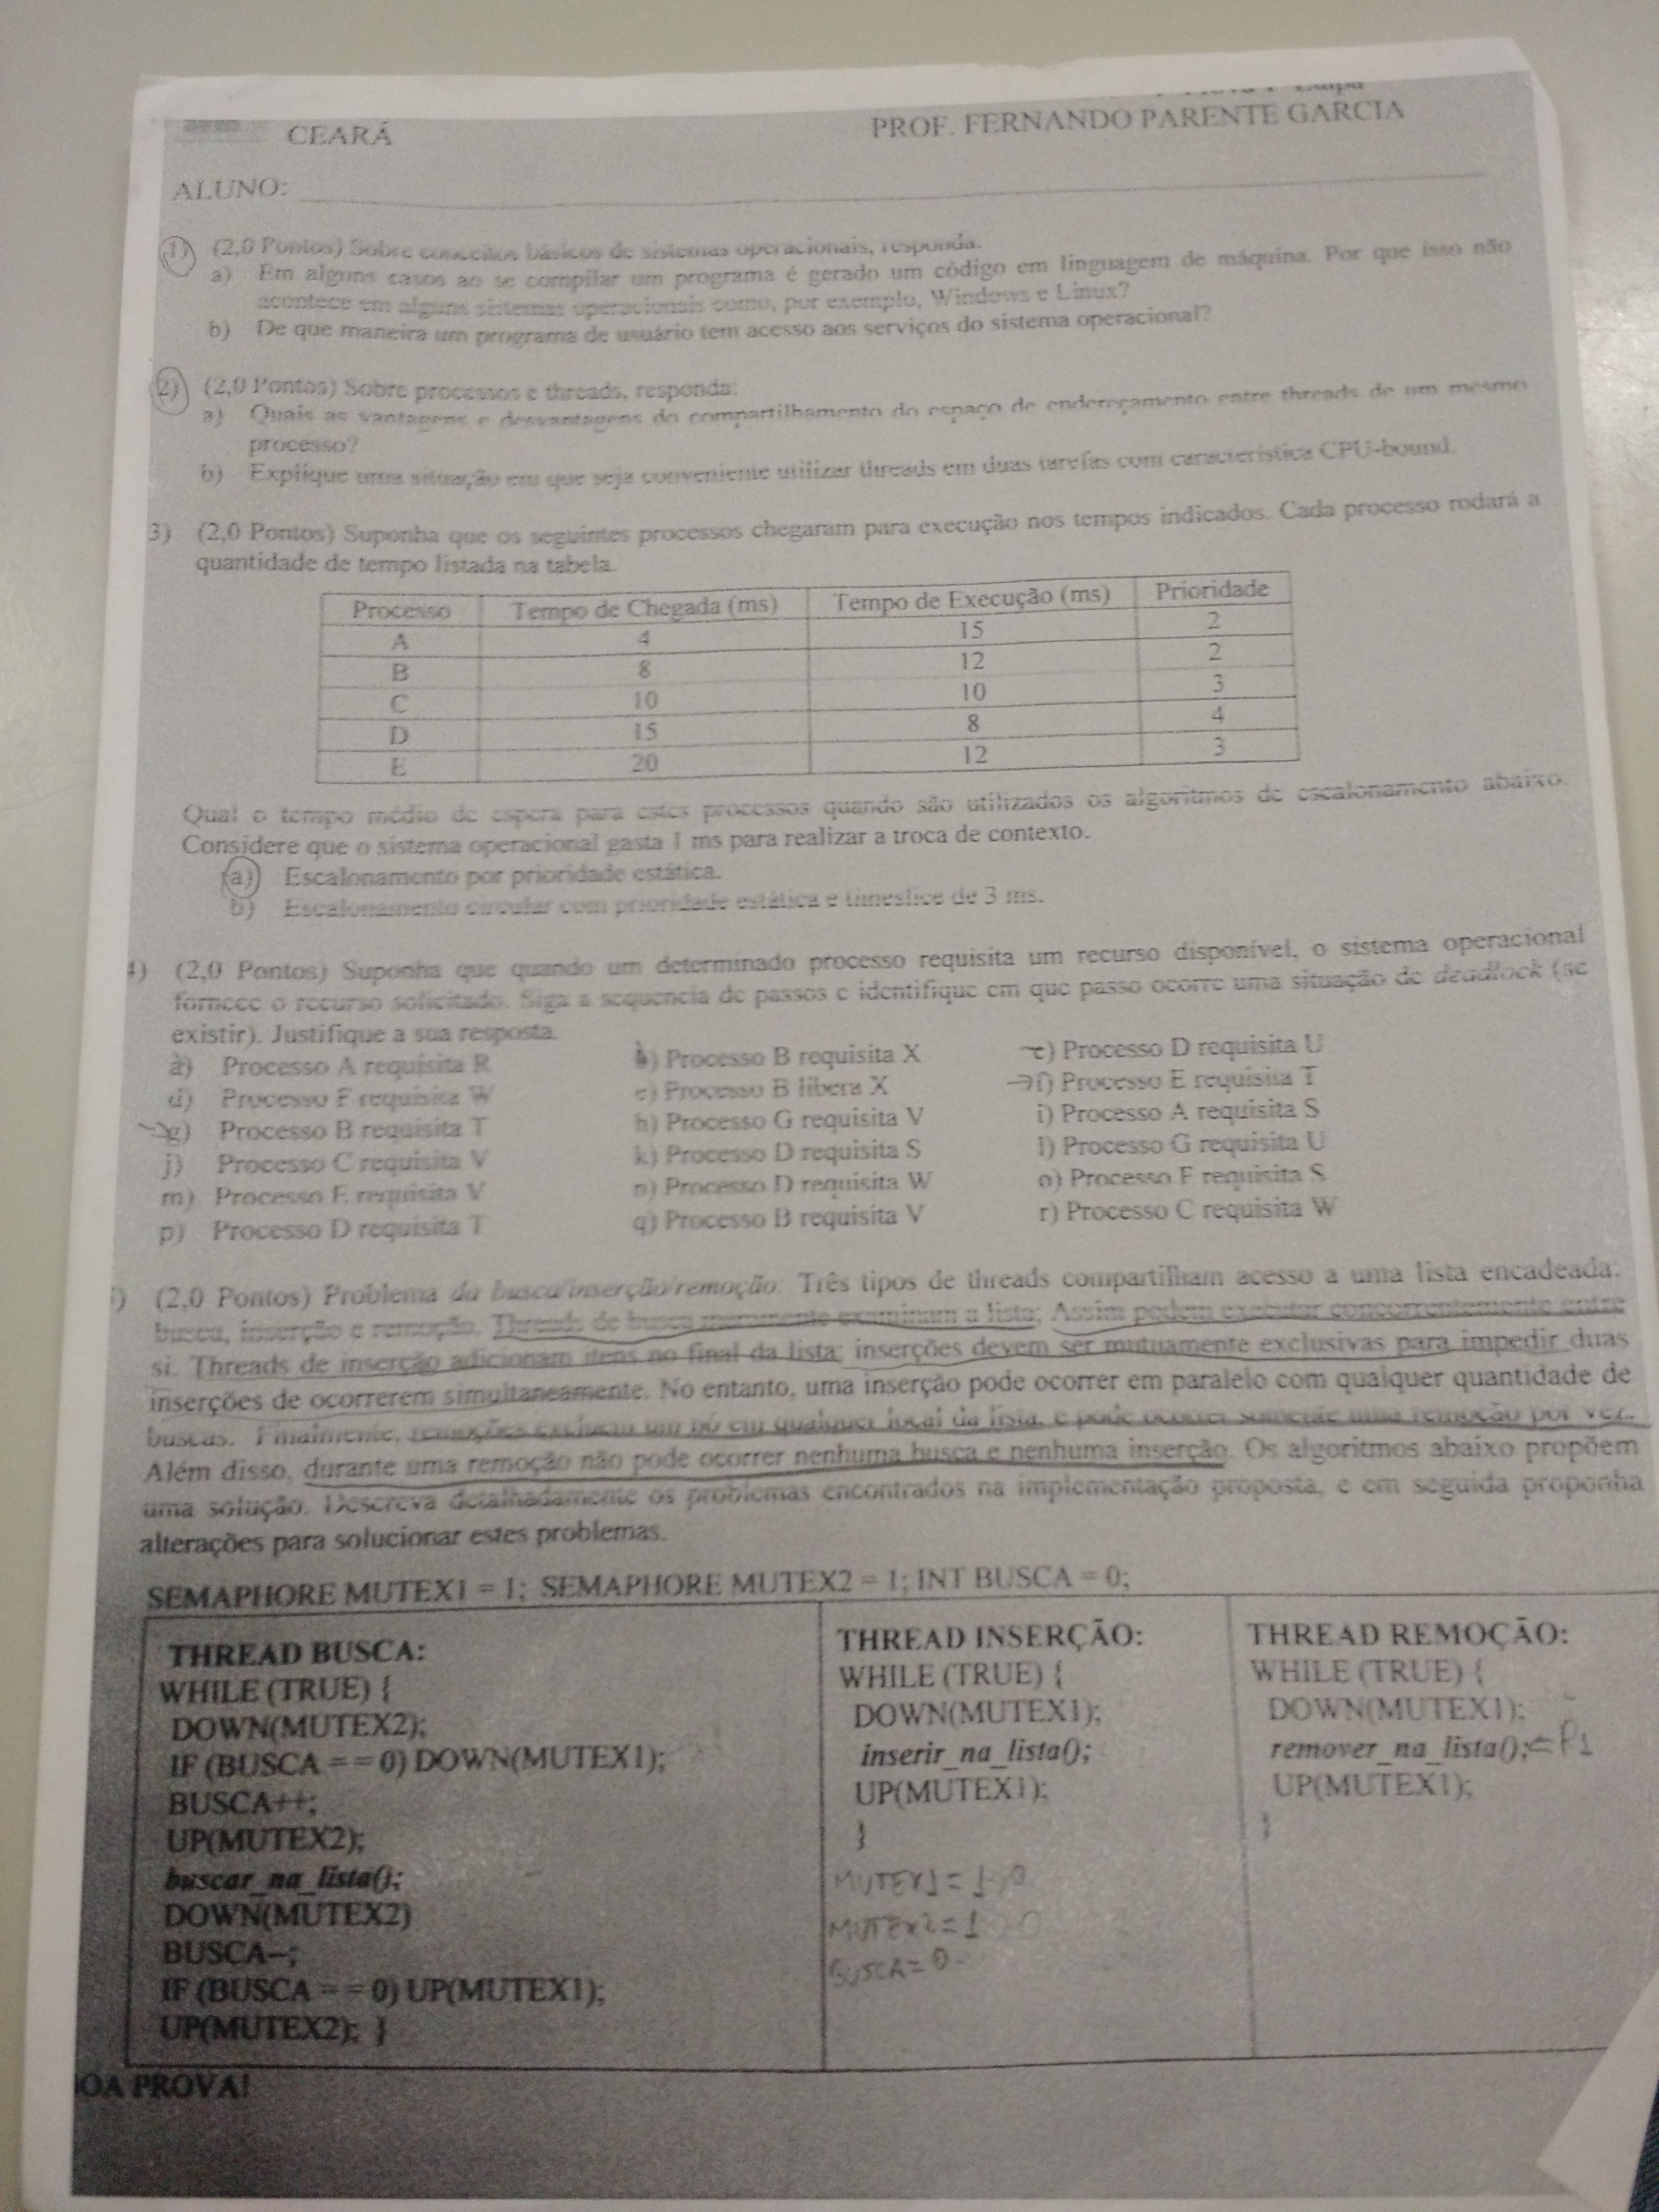 CEARÁ
PROF. FERNANDO PARENTE GARCIA
ALUNO:
1) (2,0 Pontos) Sobre conceitos básicos de sistemas operacionais, responda.
a) Em alguns casos ao se compilar um programa é gerado um código em linguagem de máquina. Por que isso não
acontece em alguns sistemas operacionais como, por exemplo, Windows e Linux?
b) De que maneira um programa de usuário tem acesso aos serviços do sistema operacional?
2) (2,0 Pontos) Sobre processos e threads, responda:
a) Quais as vantagens e desvantagens do compartilhamento do espaço de endereçamento entre threads de um mesmo
processo?
b) Explique uma situação em que seja conveniente utilizar threads em duas tarefas com característica CPU-bound.
3) (2,0 Pontos) Suponha que os seguintes processos chegaram para execução nos tempos indicados. Cada processo rodará a
quantidade de tempo listada na tabela.
Processo Tempo de Chegada (ms) Tempo de Execução (ms) Prioridade
A 4 15 2
B 8 12 2
C 10 10 3
D 15 8 4
E 20 12 3
Qual o tempo médio de espera para estes processos quando são utilizados os algoritmos de escalonamento abaixo.
Considere que o sistema operacional gasta 1 ms para realizar a troca de contexto.
a) Escalonamento por prioridade estática.
b) Escalonamento circular com prioridade estática e timeslice de 3 ms.
4) (2,0 Pontos) Suponha que quando um determinado processo requisita um recurso disponível, o sistema operacional
fornece o recurso solicitado. Siga a sequencia de passos e identifique em que passo ocorre uma situação de deadlock (se
existir). Justifique a sua resposta.
a) Processo A requisita R b) Processo B requisita X c) Processo D requisita U
d) Processo F requisita W e) Processo B libera X f) Processo E requisita T
g) Processo B requisita T h) Processo G requisita V i) Processo A requisita S
j) Processo C requisita V k) Processo D requisita S l) Processo G requisita U
m) Processo E requisita V n) Processo D requisita W o) Processo F requisita S
p) Processo D requisita T q) Processo B requisita V r) Processo C requisita W
) (2,0 Pontos) Problema da busca/inserção/remoção: Três tipos de threads compartilham acesso a uma lista encadeada:
busca, inserção e remoção. Threads de busca meramente examinam a lista; Assim podem executar concorrentemente entre
si. Threads de inserção adicionam itens no final da lista; inserções devem ser mutuamente exclusivas para impedir duas
inserções de ocorrerem simultaneamente. No entanto, uma inserção pode ocorrer em paralelo com qualquer quantidade de
buscas. Finalmente, remoções excluem um nó em qualquer local da lista, e pode ocorrer somente uma remoção por vez.
Além disso, durante uma remoção não pode ocorrer nenhuma busca e nenhuma inserção. Os algoritmos abaixo propõem
uma solução. Descreva detalhadamente os problemas encontrados na implementação proposta, e em seguida proponha
alterações para solucionar estes problemas.
SEMAPHORE MUTEX1 = 1; SEMAPHORE MUTEX2 = 1; INT BUSCA = 0;
THREAD BUSCA:
WHILE (TRUE) {
DOWN(MUTEX2);
IF (BUSCA = = 0) DOWN(MUTEX1);
BUSCA++;
UP(MUTEX2);
buscar_na_lista();
DOWN(MUTEX2)
BUSCA--;
IF (BUSCA = = 0) UP(MUTEX1);
UP(MUTEX2); }
THREAD INSERÇÃO:
WHILE (TRUE) {
DOWN(MUTEX1);
inserir_na_lista();
UP(MUTEX1);
}
MUTEX1 = 1 0
MUTEX2 = 1 0 0
BUSCA = 0
THREAD REMOÇÃO:
WHILE (TRUE) {
DOWN(MUTEX1);
remover_na_lista(); <= P1
UP(MUTEX1);
}
OA PROVA!